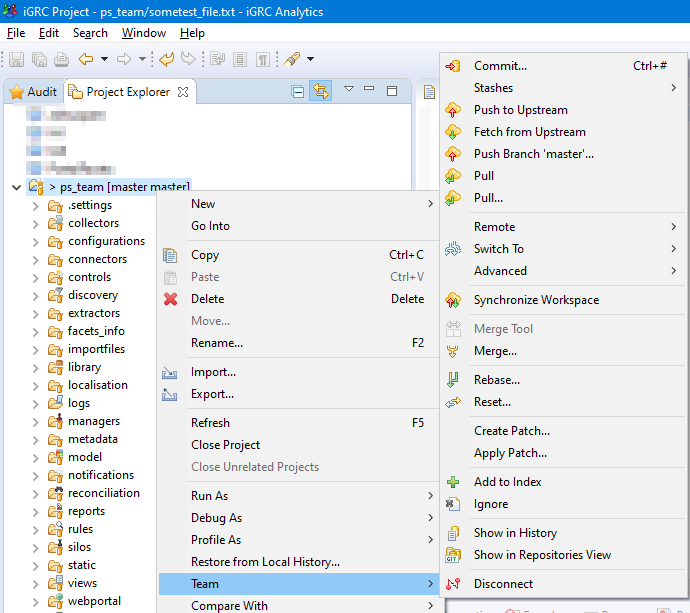 iGRC Project - ps_team/sometest_file.txt - iGRC Analytics
File Edit Search Window Help
Audit Project Explorer
> ps_team [master master]
.settings
collectors
configurations
connectors
controls
discovery
extractors
facets_info
importfiles
library
localisation
logs
managers
metadata
model
notifications
reconciliation
reports
rules
silos
static
views
webportal
New
Go Into
Copy Ctrl+C
Paste Ctrl+V
Delete Delete
Move...
Rename... F2
Import...
Export...
Refresh F5
Close Project
Close Unrelated Projects
Run As
Debug As
Profile As
Restore from Local History...
Team
Compare With
Commit... Ctrl+#
Stashes
Push to Upstream
Fetch from Upstream
Push Branch 'master'...
Pull
Pull...
Remote
Switch To
Advanced
Synchronize Workspace
Merge Tool
Merge...
Rebase...
Reset...
Create Patch...
Apply Patch...
Add to Index
Ignore
Show in History
GIT Show in Repositories View
Disconnect